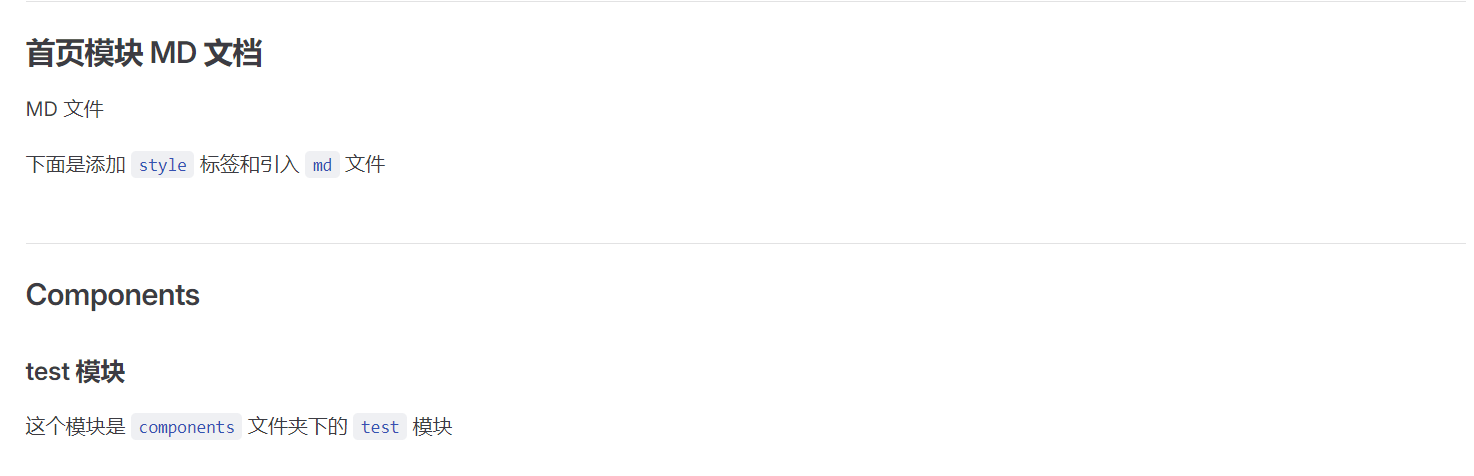 首页模块 MD 文档
MD 文件
下面是添加 style 标签和引入 md 文件
Components
test 模块
这个模块是 components 文件夹下的 test 模块